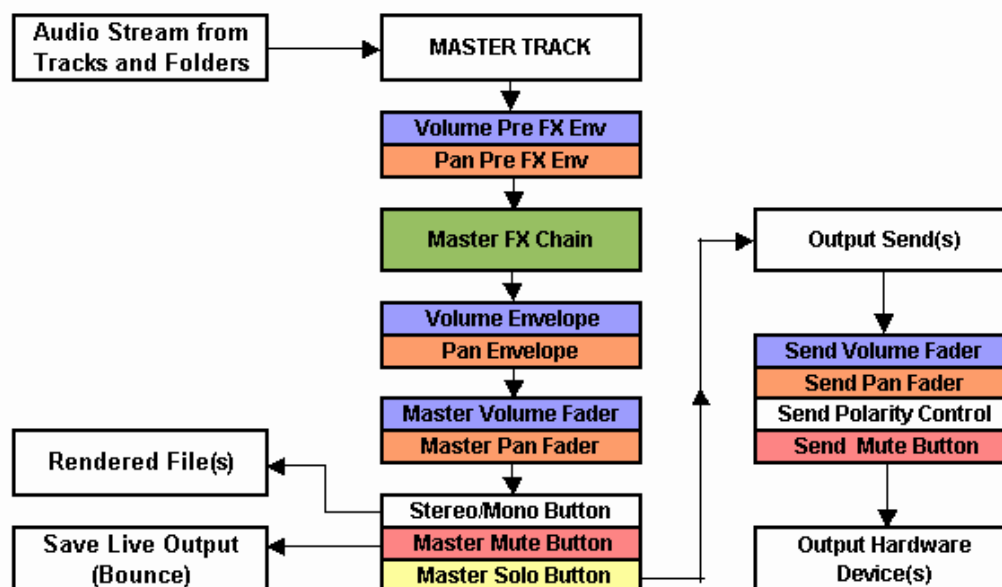 Audio Stream from
Tracks and Folders
MASTER TRACK
Volume Pre FX Env
Pan Pre FX Env
Master FX Chain
Volume Envelope
Pan Envelope
Master Volume Fader
Master Pan Fader
Stereo/Mono Button
Master Mute Button
Master Solo Button
Rendered File(s)
Save Live Output
(Bounce)
Output Send(s)
Send Volume Fader
Send Pan Fader
Send Polarity Control
Send Mute Button
Output Hardware
Device(s)